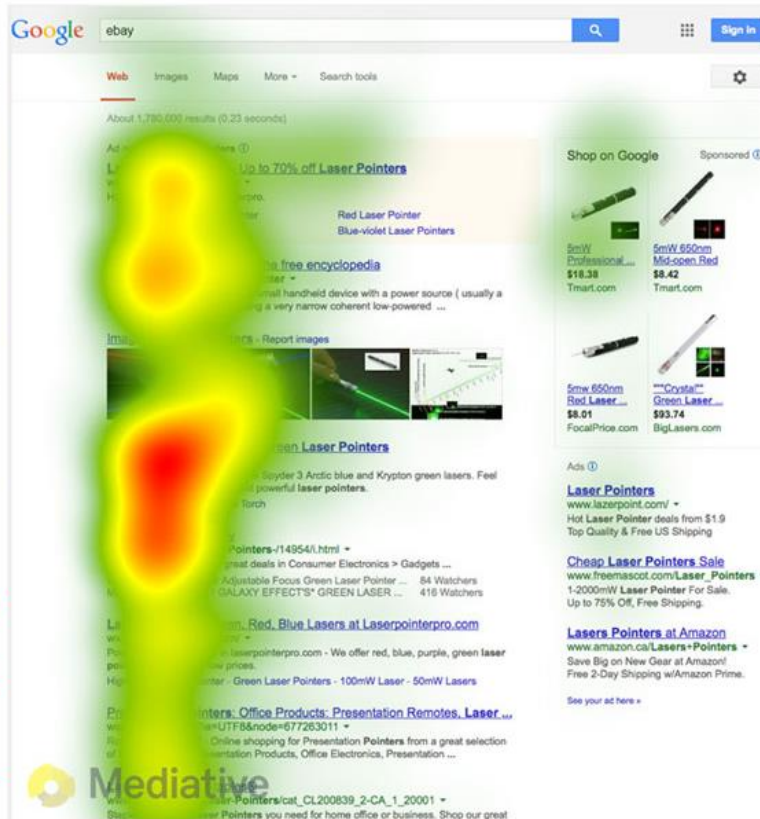 Google ebay Sign in
Web Images Maps More Search tools
About 1,780,000 results (0.23 seconds)
Up to 70% off Laser Pointers
Red Laser Pointer
Blue-violet Laser Pointers
free encyclopedia
handheld device with a power source ( usually a
a very narrow coherent low-powered ...
- Report images
Laser Pointers
Spyder 3 Arctic blue and Krypton green lasers. Feel
powerful laser pointers.
Torch
Pointers-/14954/i.html
great deals in Consumer Electronics > Gadgets ...
Adjustable Focus Green Laser Pointer ... 84 Watchers
GALAXY EFFECT'S* GREEN LASER ... 416 Watchers
Red, Blue Lasers at Laserpointerpro.com
laserpointerpro.com - We offer red, blue, purple, green laser
prices.
- Green Laser Pointers - 100mW Laser - 50mW Lasers
Office Products: Presentation Remotes, Laser ...
=UTF8&node=677263011
Online shopping for Presentation Pointers from a great selection
Products, Office Electronics, Presentation ...
Mediative
-Pointers/cat_CL200839_2-CA_1_20001
Pointers you need for home office or business. Shop our great
Shop on Google Sponsored
5mW
Professional ...
$18.38
Tmart.com
5mW 650nm
Mid-open Red
$8.42
Tmart.com
5mw 650nm
Red Laser ...
$8.01
FocalPrice.com
***Crystal**
Green Laser ...
$93.74
BigLasers.com
Ads
Laser Pointers
www.lazerpoint.com/
Hot Laser Pointer deals from $1.9
Top Quality & Free US Shipping
Cheap Laser Pointers Sale
www.freemascot.com/Laser_Pointers
1-2000mW Laser Pointer For Sale.
Up to 75% Off, Free Shipping.
Lasers Pointers at Amazon
www.amazon.ca/Lasers+Pointers
Save Big on New Gear at Amazon!
Free 2-Day Shipping w/Amazon Prime.
See your ad here »